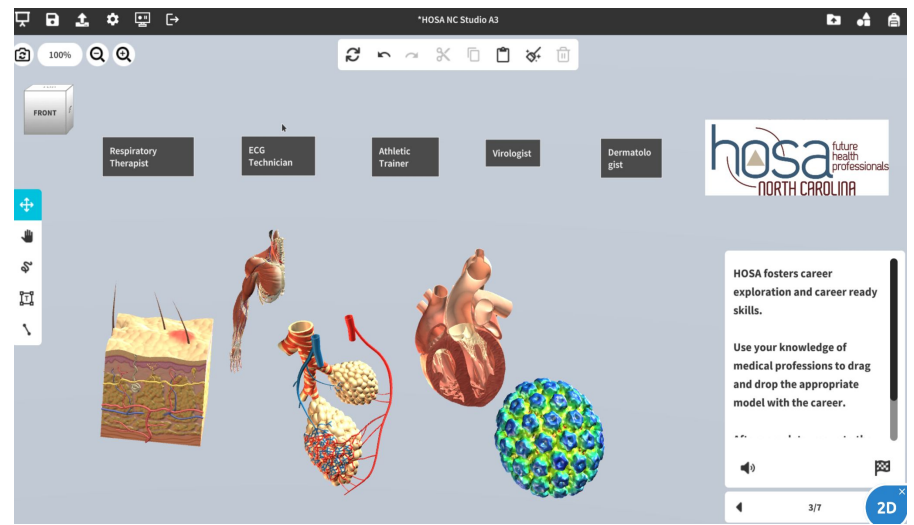 *HOSA NC Studio A3
100%
FRONT
Respiratory
Therapist
ECG
Technician
Athletic
Trainer
Virologist
Dermatolo
gist
hosa
future
health
professionals
NORTH CAROLINA
T
HOSA fosters career
exploration and career ready
skills.
Use your knowledge of
medical professions to drag
and drop the appropriate
model with the career.
3/7
2D